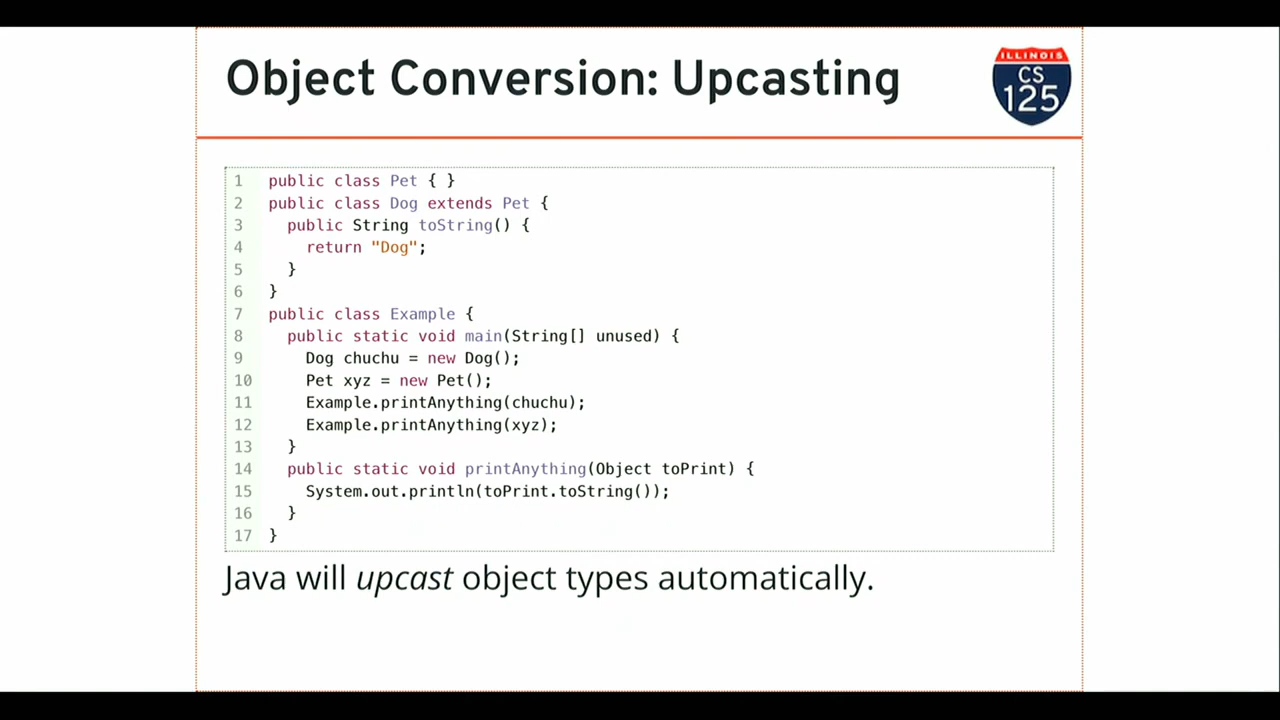 Object Conversion: Upcasting
ILLINOIS
CS
125
1 public class Pet { }
2 public class Dog extends Pet {
3   public String toString() {
4     return "Dog";
5   }
6 }
7 public class Example {
8   public static void main(String[] unused) {
9     Dog chuchu = new Dog();
10     Pet xyz = new Pet();
11     Example.printAnything(chuchu);
12     Example.printAnything(xyz);
13   }
14   public static void printAnything(Object toPrint) {
15     System.out.println(toPrint.toString());
16   }
17 }
Java will upcast object types automatically.